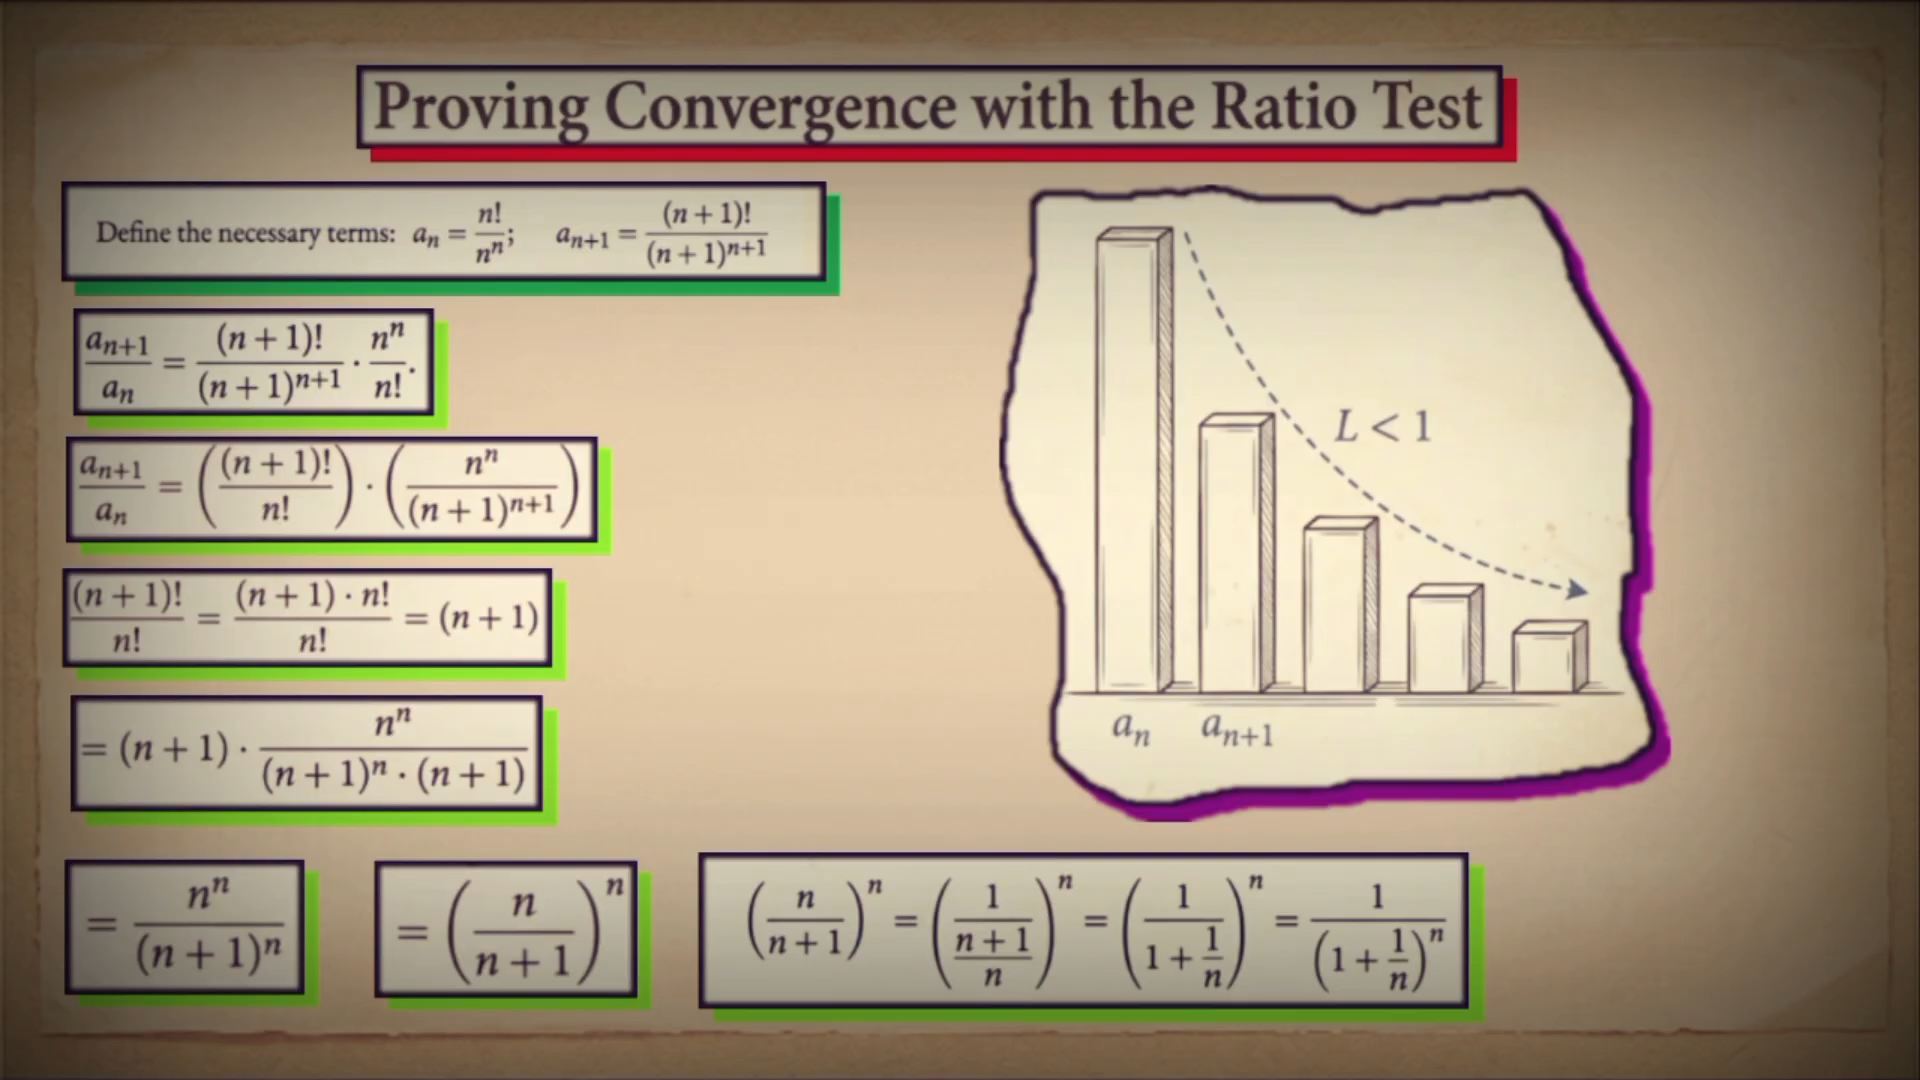 Proving Convergence with the Ratio Test
Define the necessary terms: a_n = n!/n^n; a_{n+1} = (n + 1)!/(n + 1)^{n+1}
a_{n+1}/a_n = (n + 1)!/(n + 1)^{n+1} · n^n/n!.
a_{n+1}/a_n = ((n + 1)!/n!) · (n^n/(n + 1)^{n+1})
(n + 1)!/n! = (n + 1) · n!/n! = (n + 1)
= (n + 1) · n^n/((n + 1)^n · (n + 1))
= n^n/(n + 1)^n
= (n/(n + 1))^n
(n/(n + 1))^n = (1/((n + 1)/n))^n = (1/(1 + 1/n))^n = 1/(1 + 1/n)^n
L < 1
a_n a_{n+1}